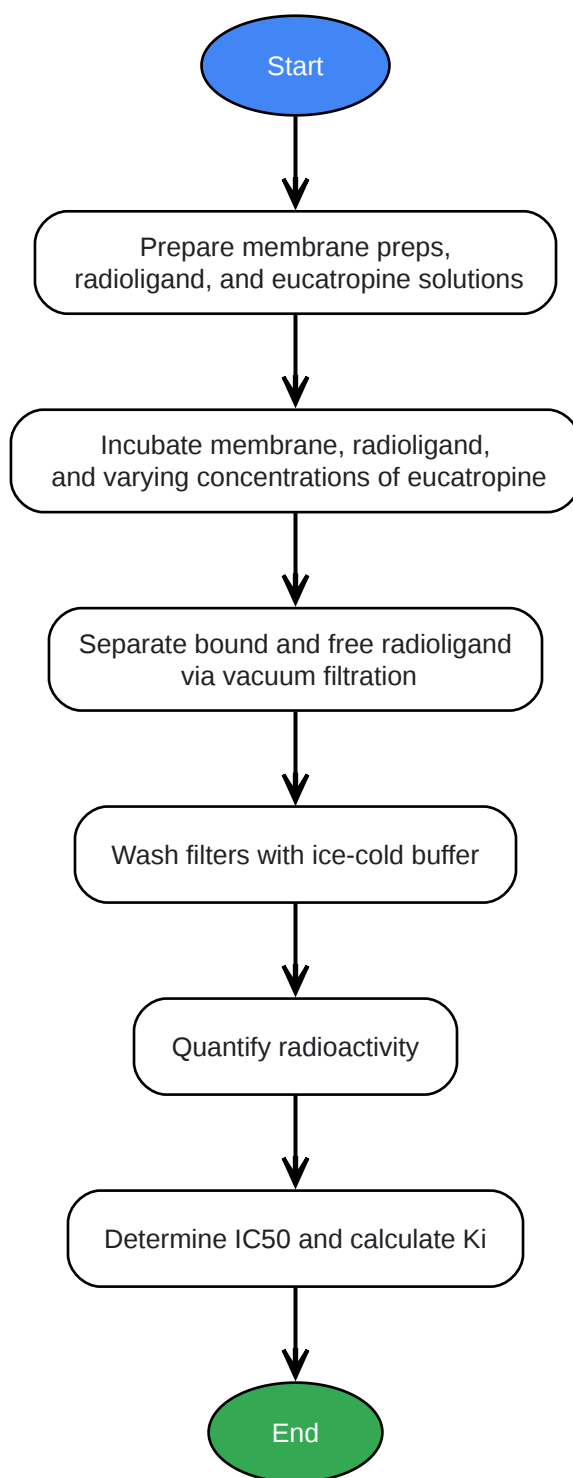 Start
Prepare membrane preps,
radioligand, and eucatropine solutions
Incubate membrane, radioligand,
and varying concentrations of eucatropine
Separate bound and free radioligand
via vacuum filtration
Wash filters with ice-cold buffer
Quantify radioactivity
Determine IC50 and calculate Ki
End